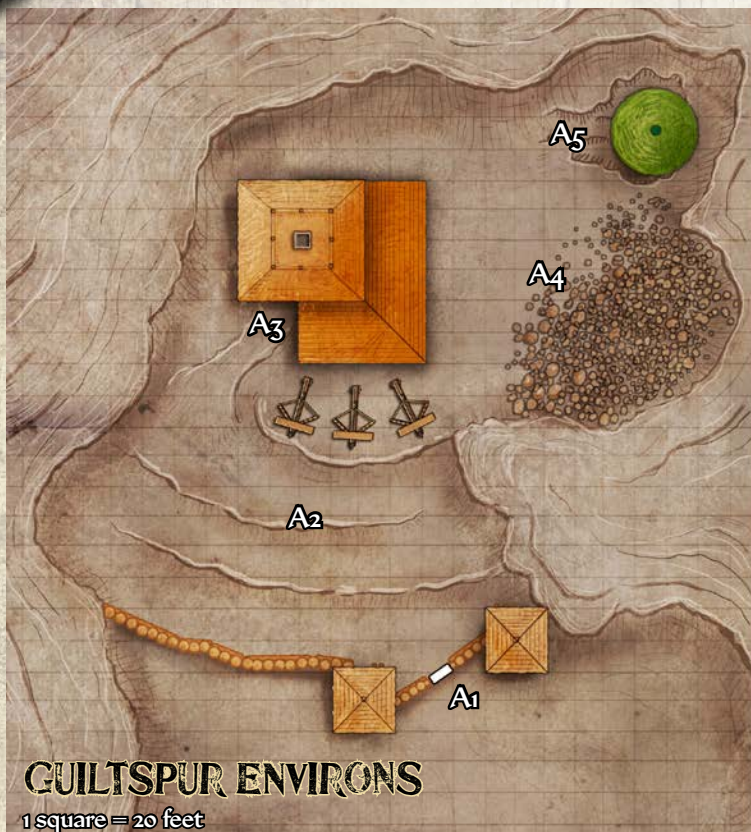 A5
A4
A3
A2
A1
GUILTSPUR ENVIRONS
1 square = 20 feet